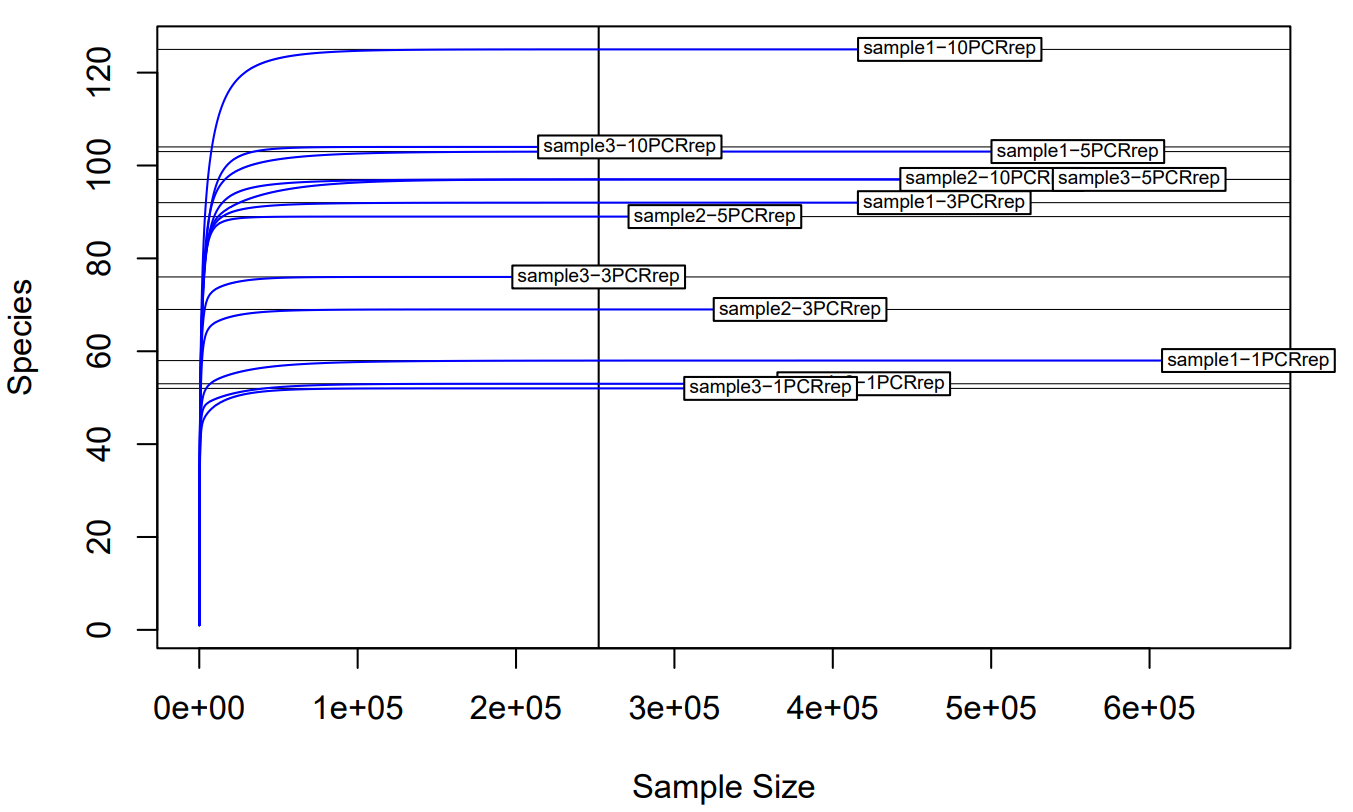 120
100
80
60
40
20
0
Species
sample1−10PCRrep
sample3−10PCRrep
sample1−5PCRrep
sample2−10PCR
sample3−5PCRrep
sample1−3PCRrep
sample2−5PCRrep
sample3−3PCRrep
sample2−3PCRrep
sample1−1PCRrep
sample3−1PCRrep
−1PCRrep
0e+00 1e+05 2e+05 3e+05 4e+05 5e+05 6e+05
Sample Size